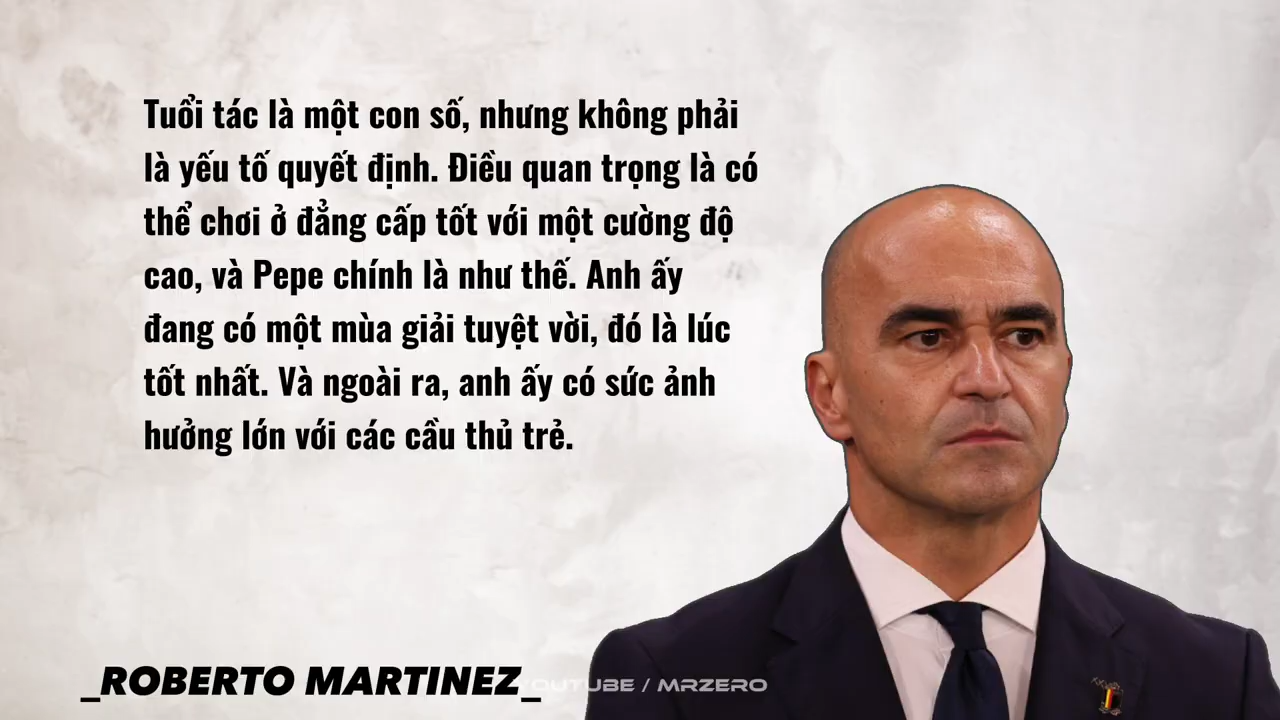 Tuổi tác là một con số, nhưng không phải
là yếu tố quyết định. Điều quan trọng là có
thể chơi ở đẳng cấp tốt với một cường độ
cao, và Pepe chính là như thế. Anh ấy
đang có một mùa giải tuyệt vời, đó là lúc
tốt nhất. Và ngoài ra, anh ấy có sức ảnh
hưởng lớn với các cầu thủ trẻ.
_ROBERTO MARTINEZ_
YOUTUBE / MRZERO